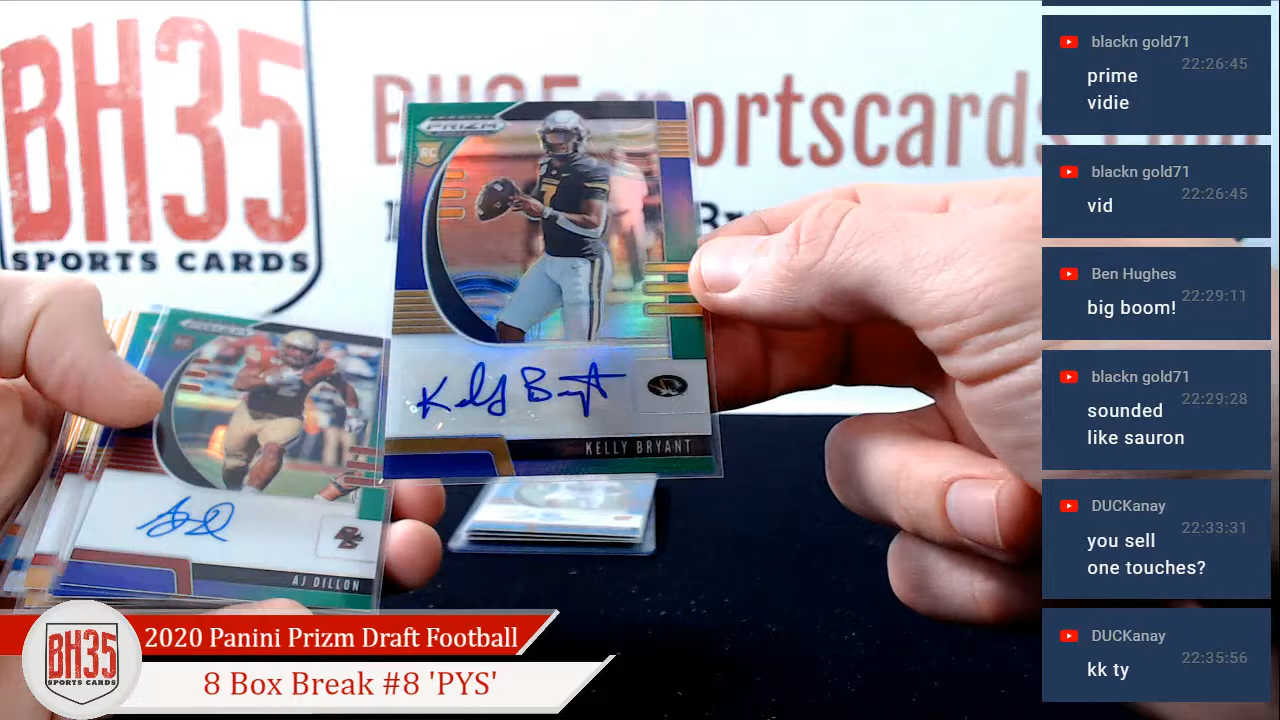 BH35
SPORTS CARDS
BH35sportscards.com
PRIZM
RC
Kelly Bryant
KELLY BRYANT
RC
AJ DILLON
BH35
SPORTS CARDS
2020 Panini Prizm Draft Football
8 Box Break #8 'PYS'
blackn gold71
22:26:45
prime
vidie
blackn gold71
22:26:45
vid
Ben Hughes
22:29:11
big boom!
blackn gold71
22:29:28
sounded
like sauron
DUCKanay
22:33:31
you sell
one touches?
DUCKanay
22:35:56
kk ty